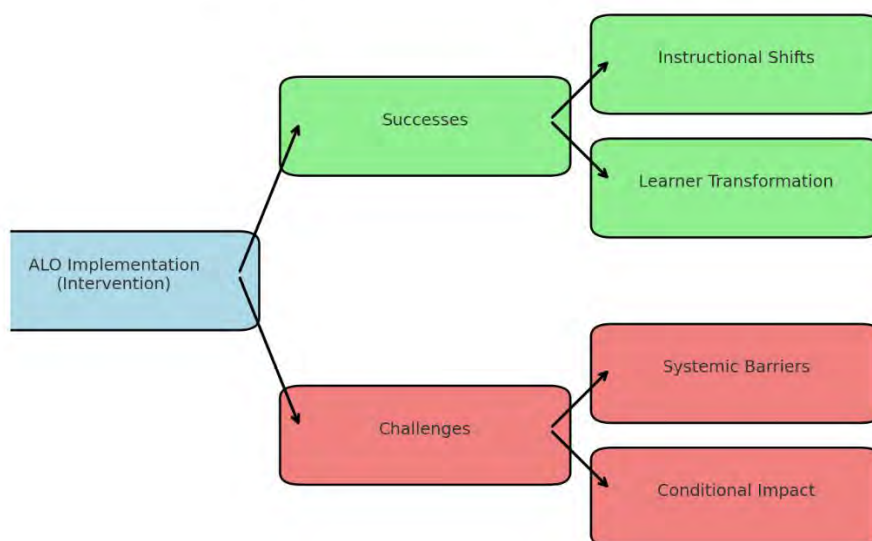 ALO Implementation
(Intervention)
Successes
Instructional Shifts
Learner Transformation
Challenges
Systemic Barriers
Conditional Impact